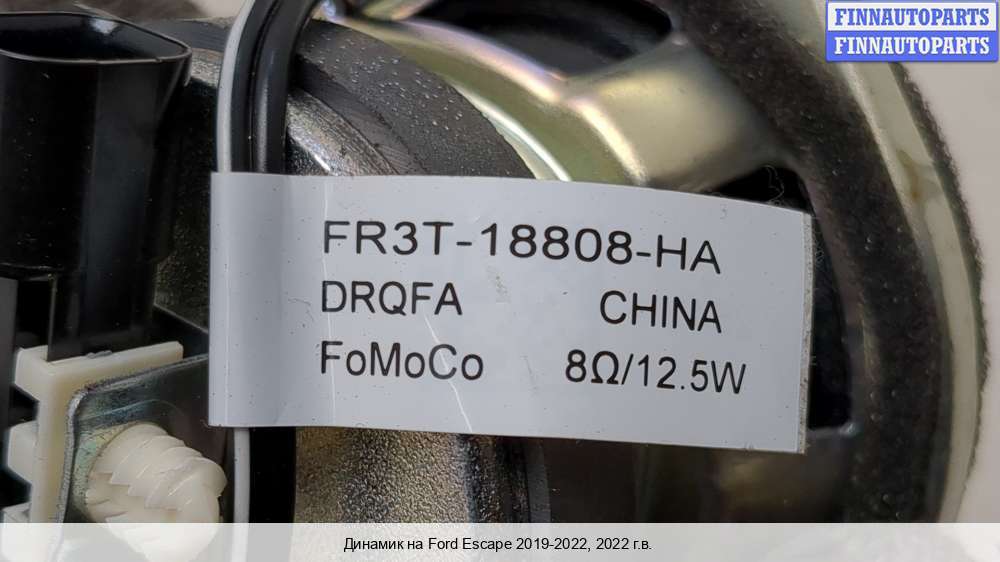 FINNAUTOPARTS
FINNAUTOPARTS
FR3T-18808-HA
DRQFA CHINA
FoMoCo 8Ω/12.5W
Динамик на Ford Escape 2019-2022, 2022 г.в.